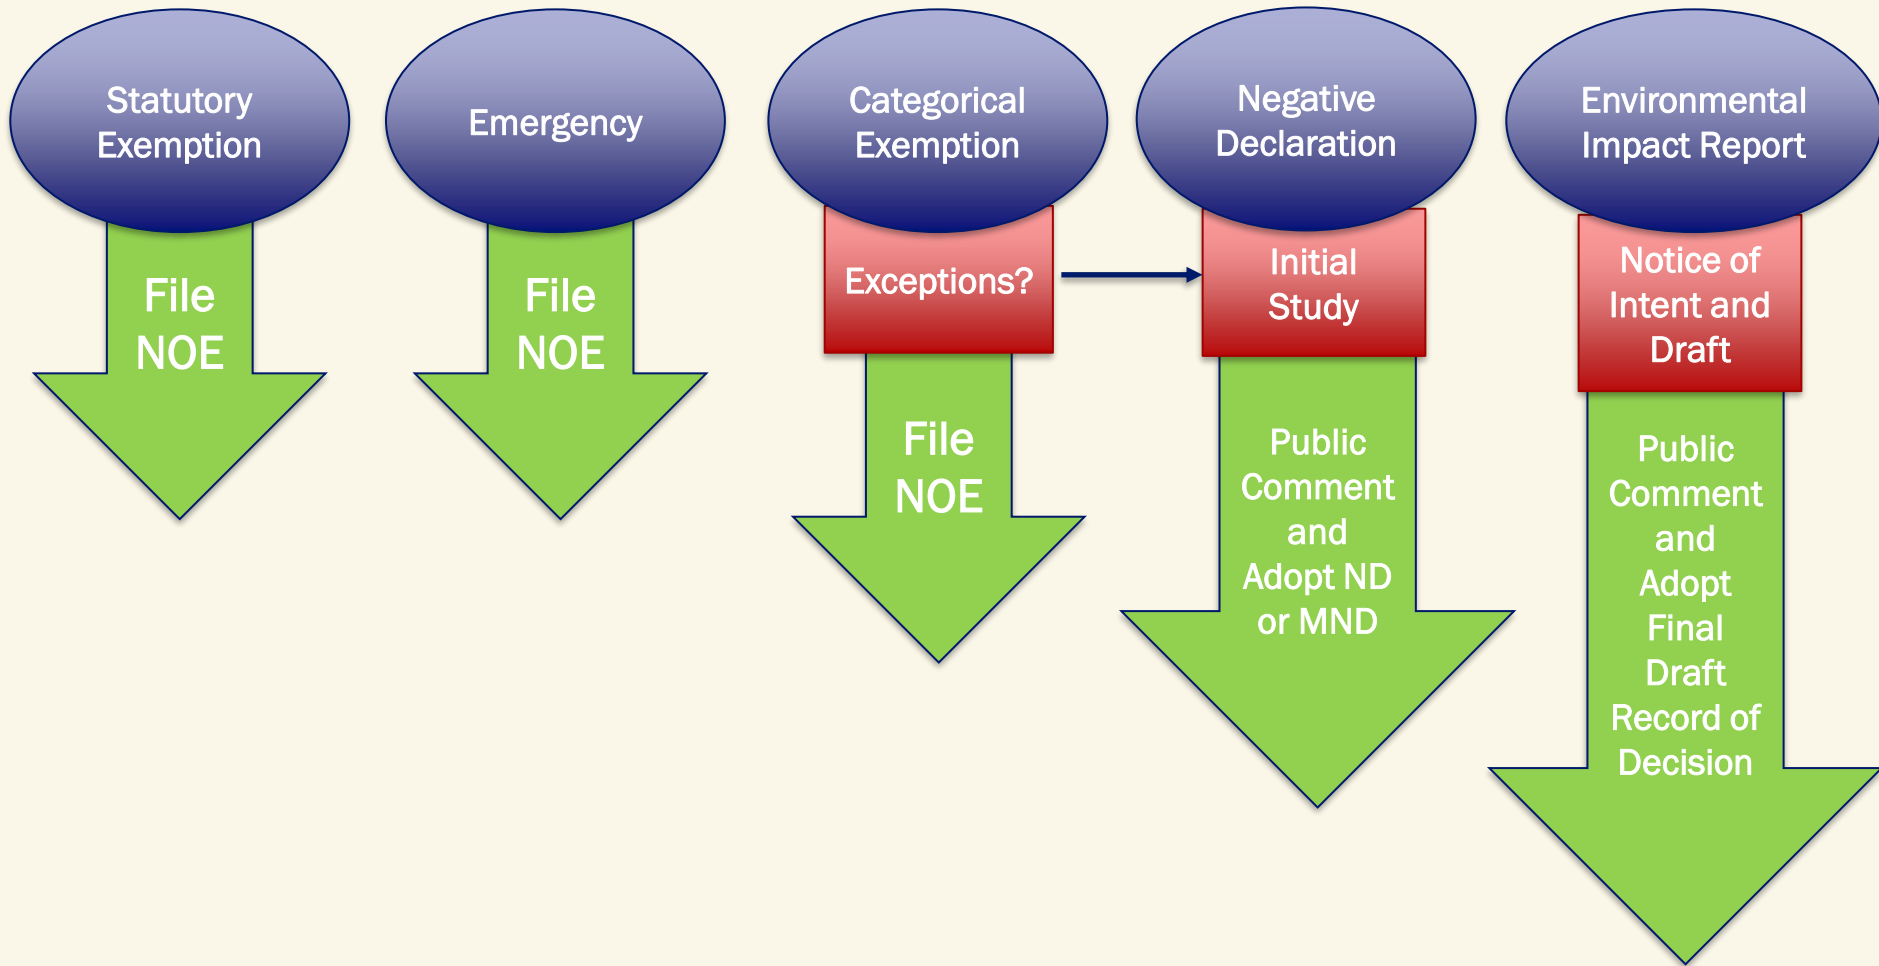 Statutory
Exemption
File
NOE
Emergency
File
NOE
Categorical
Exemption
Exceptions?
File
NOE
Negative
Declaration
Initial
Study
Public
Comment
and
Adopt ND
or MND
Environmental
Impact Report
Notice of
Intent and
Draft
Public
Comment
and
Adopt
Final
Draft
Record of
Decision